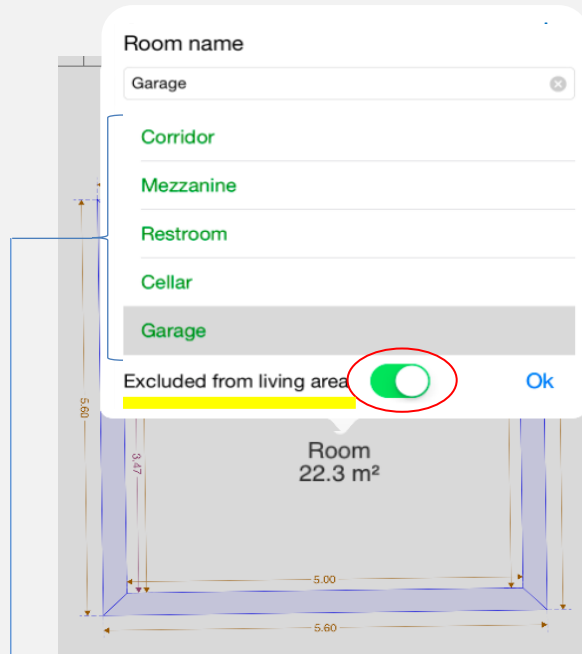 Room name
Garage
Corridor
Mezzanine
Restroom
Cellar
Garage
Excluded from living area
Ok
5.60
3.47
Room
22.3 m²
5.00
5.60